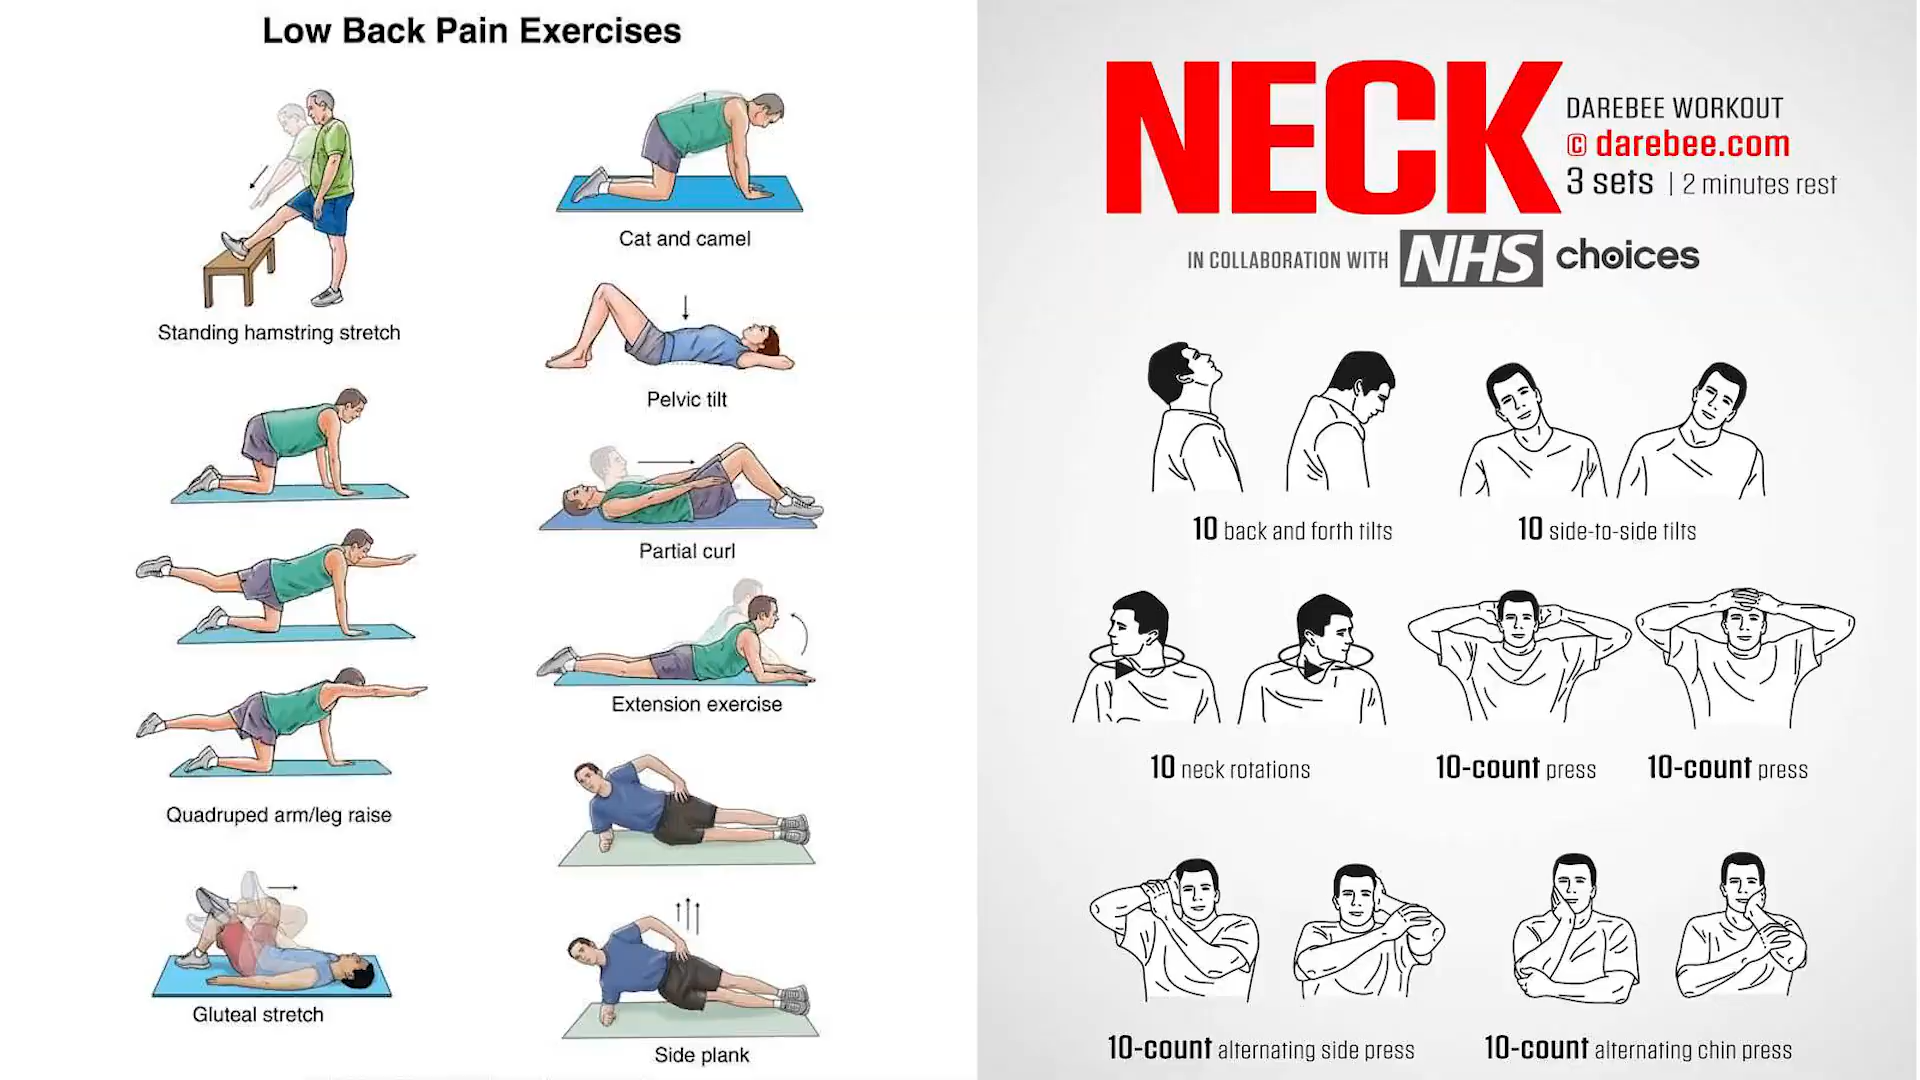 Low Back Pain Exercises
Standing hamstring stretch
Cat and camel
Pelvic tilt
Partial curl
Extension exercise
Quadruped arm/leg raise
Gluteal stretch
Side plank
NECK
DAREBEE WORKOUT
© darebee.com
3 sets | 2 minutes rest
IN COLLABORATION WITH NHS choices
10 back and forth tilts
10 side-to-side tilts
10 neck rotations
10-count press
10-count press
10-count alternating side press
10-count alternating chin press